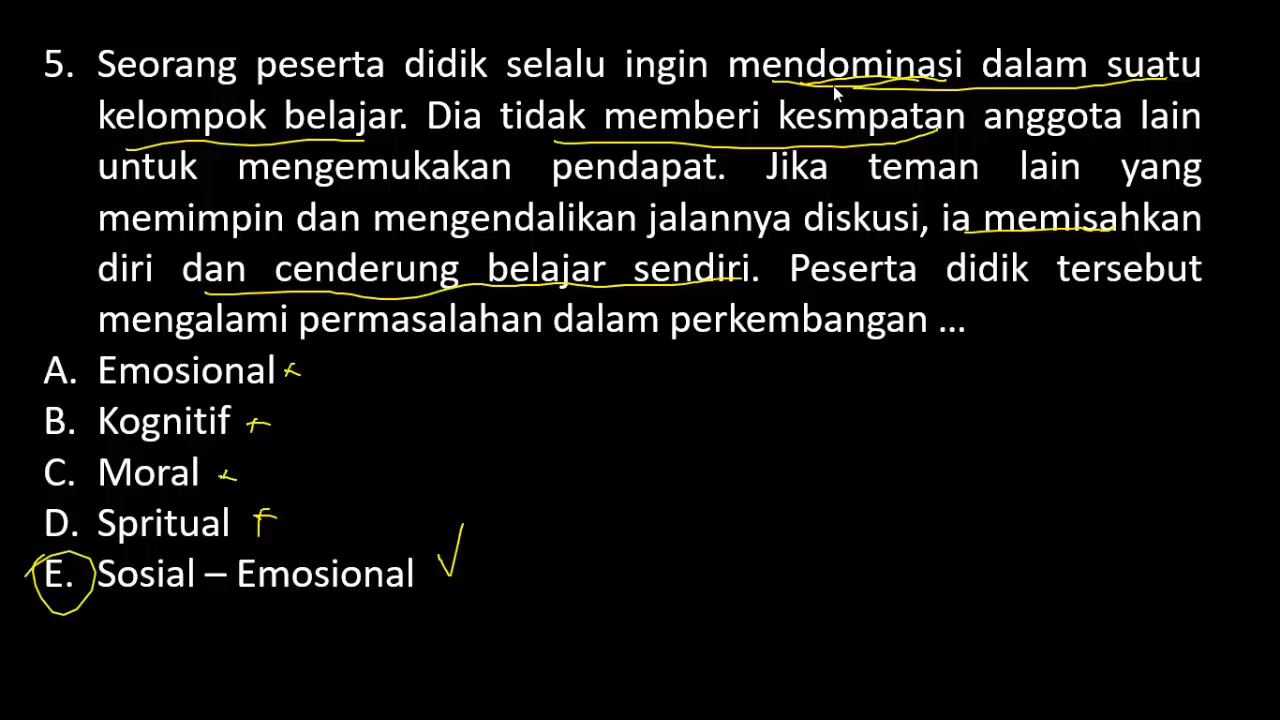 5. Seorang peserta didik selalu ingin mendominasi dalam suatu
kelompok belajar. Dia tidak memberi kesmpatan anggota lain
untuk mengemukakan pendapat. Jika teman lain yang
memimpin dan mengendalikan jalannya diskusi, ia memisahkan
diri dan cenderung belajar sendiri. Peserta didik tersebut
mengalami permasalahan dalam perkembangan ...
A. Emosional
B. Kognitif
C. Moral
D. Spritual
E. Sosial – Emosional